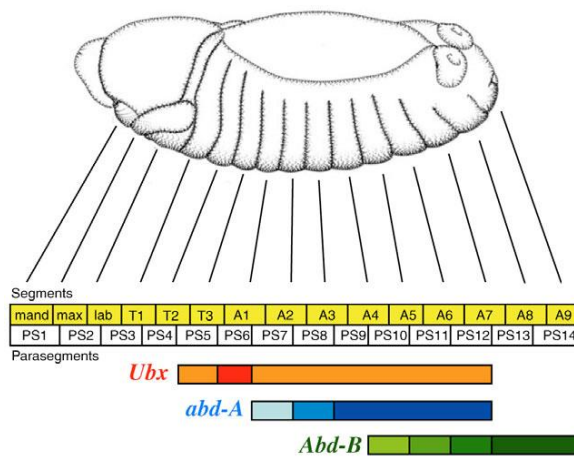 Segments
mand max lab T1 T2 T3 A1 A2 A3 A4 A5 A6 A7 A8 A9
PS1 PS2 PS3 PS4 PS5 PS6 PS7 PS8 PS9 PS10 PS11 PS12 PS13 PS14
Parasegments
Ubx
abd-A
Abd-B